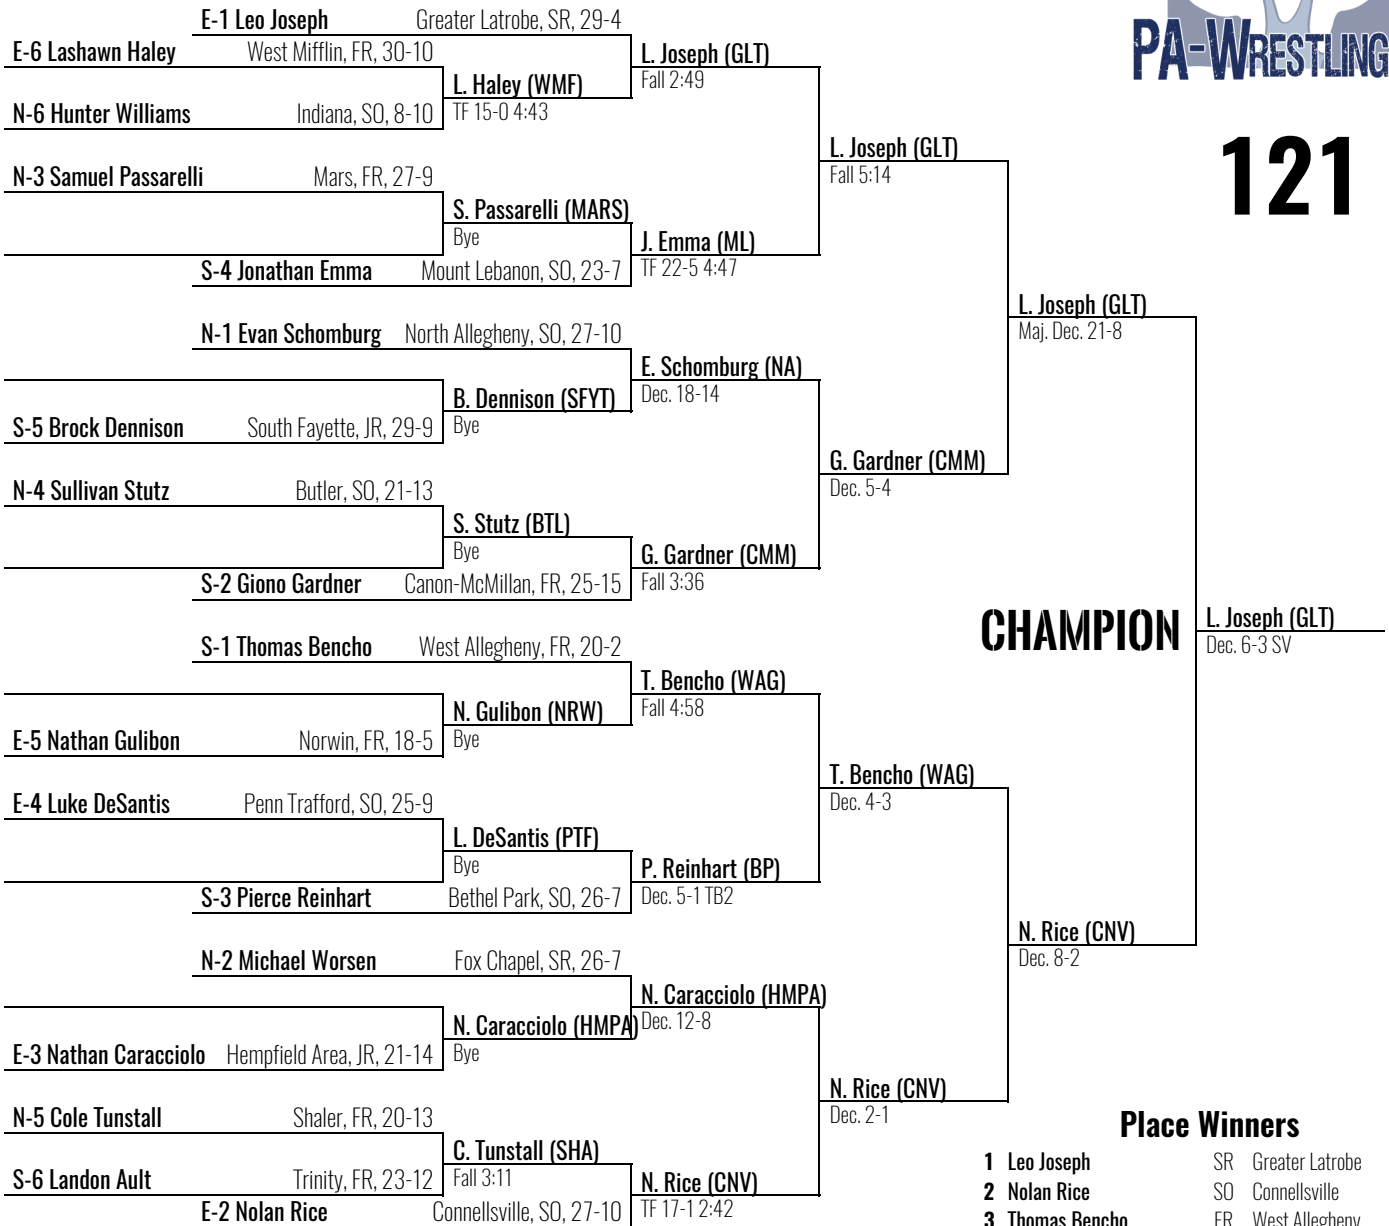 PA-WRESTLING
121
E-1 Leo Joseph Greater Latrobe, SR, 29-4
E-6 Lashawn Haley West Mifflin, FR, 30-10
L. Joseph (GLT)
Fall 2:49
L. Haley (WMF)
TF 15-0 4:43
N-6 Hunter Williams Indiana, SO, 8-10
L. Joseph (GLT)
Fall 5:14
N-3 Samuel Passarelli Mars, FR, 27-9
S. Passarelli (MARS)
Bye
J. Emma (ML)
TF 22-5 4:47
S-4 Jonathan Emma Mount Lebanon, SO, 23-7
L. Joseph (GLT)
Maj. Dec. 21-8
N-1 Evan Schomburg North Allegheny, SO, 27-10
E. Schomburg (NA)
Dec. 18-14
B. Dennison (SFYT)
Bye
S-5 Brock Dennison South Fayette, JR, 29-9
G. Gardner (CMM)
Dec. 5-4
N-4 Sullivan Stutz Butler, SO, 21-13
S. Stutz (BTL)
Bye
G. Gardner (CMM)
Fall 3:36
S-2 Giono Gardner Canon-McMillan, FR, 25-15
CHAMPION
L. Joseph (GLT)
Dec. 6-3 SV
S-1 Thomas Bencho West Allegheny, FR, 20-2
T. Bencho (WAG)
Fall 4:58
N. Gulibon (NRW)
Bye
E-5 Nathan Gulibon Norwin, FR, 18-5
T. Bencho (WAG)
Dec. 4-3
E-4 Luke DeSantis Penn Trafford, SO, 25-9
L. DeSantis (PTF)
Bye
P. Reinhart (BP)
Dec. 5-1 TB2
S-3 Pierce Reinhart Bethel Park, SO, 26-7
N. Rice (CNV)
Dec. 8-2
N-2 Michael Worsen Fox Chapel, SR, 26-7
N. Caracciolo (HMPA)
Dec. 12-8
N. Caracciolo (HMPA)
Bye
E-3 Nathan Caracciolo Hempfield Area, JR, 21-14
N. Rice (CNV)
Dec. 2-1
N-5 Cole Tunstall Shaler, FR, 20-13
C. Tunstall (SHA)
Fall 3:11
S-6 Landon Ault Trinity, FR, 23-12
N. Rice (CNV)
TF 17-1 2:42
E-2 Nolan Rice Connellsville, SO, 27-10
Place Winners
1 Leo Joseph SR Greater Latrobe
2 Nolan Rice SO Connellsville
3 Thomas Bencho FR West Allegheny